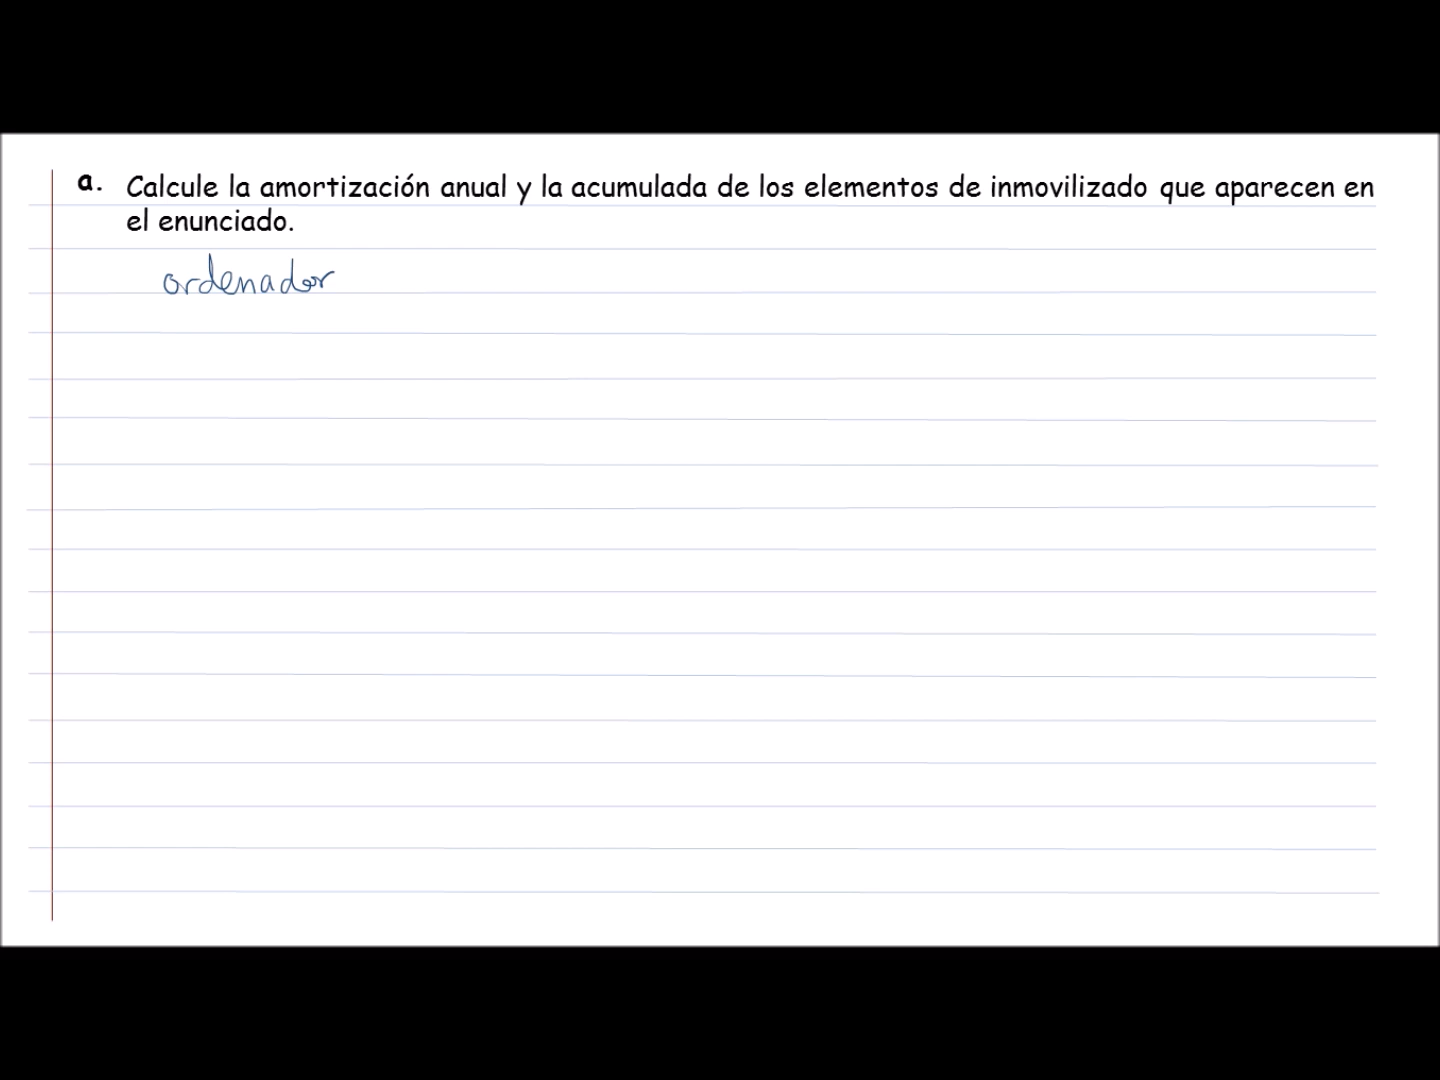 a. Calcule la amortización anual y la acumulada de los elementos de inmovilizado que aparecen en
el enunciado.
ordenador